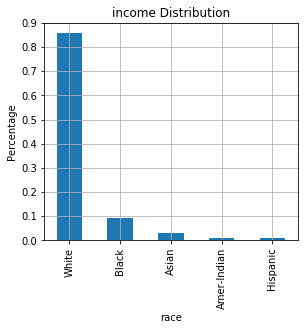 income Distribution
Percentage
0.9
0.8
0.7
0.6
0.5
0.4
0.3
0.2
0.1
0.0
White
Black
Asian
Amer-Indian
Hispanic
race